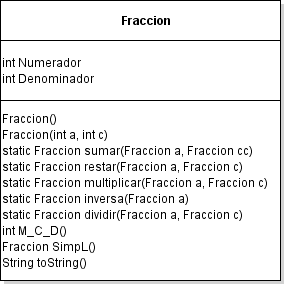 Fraccion
int Numerador
int Denominador
Fraccion()
Fraccion(int a, int c)
static Fraccion sumar(Fraccion a, Fraccion cc)
static Fraccion restar(Fraccion a, Fraccion c)
static Fraccion multiplicar(Fraccion a, Fraccion c)
static Fraccion inversa(Fraccion a)
static Fraccion dividir(Fraccion a, Fraccion c)
int M_C_D()
Fraccion SimpL()
String toString()